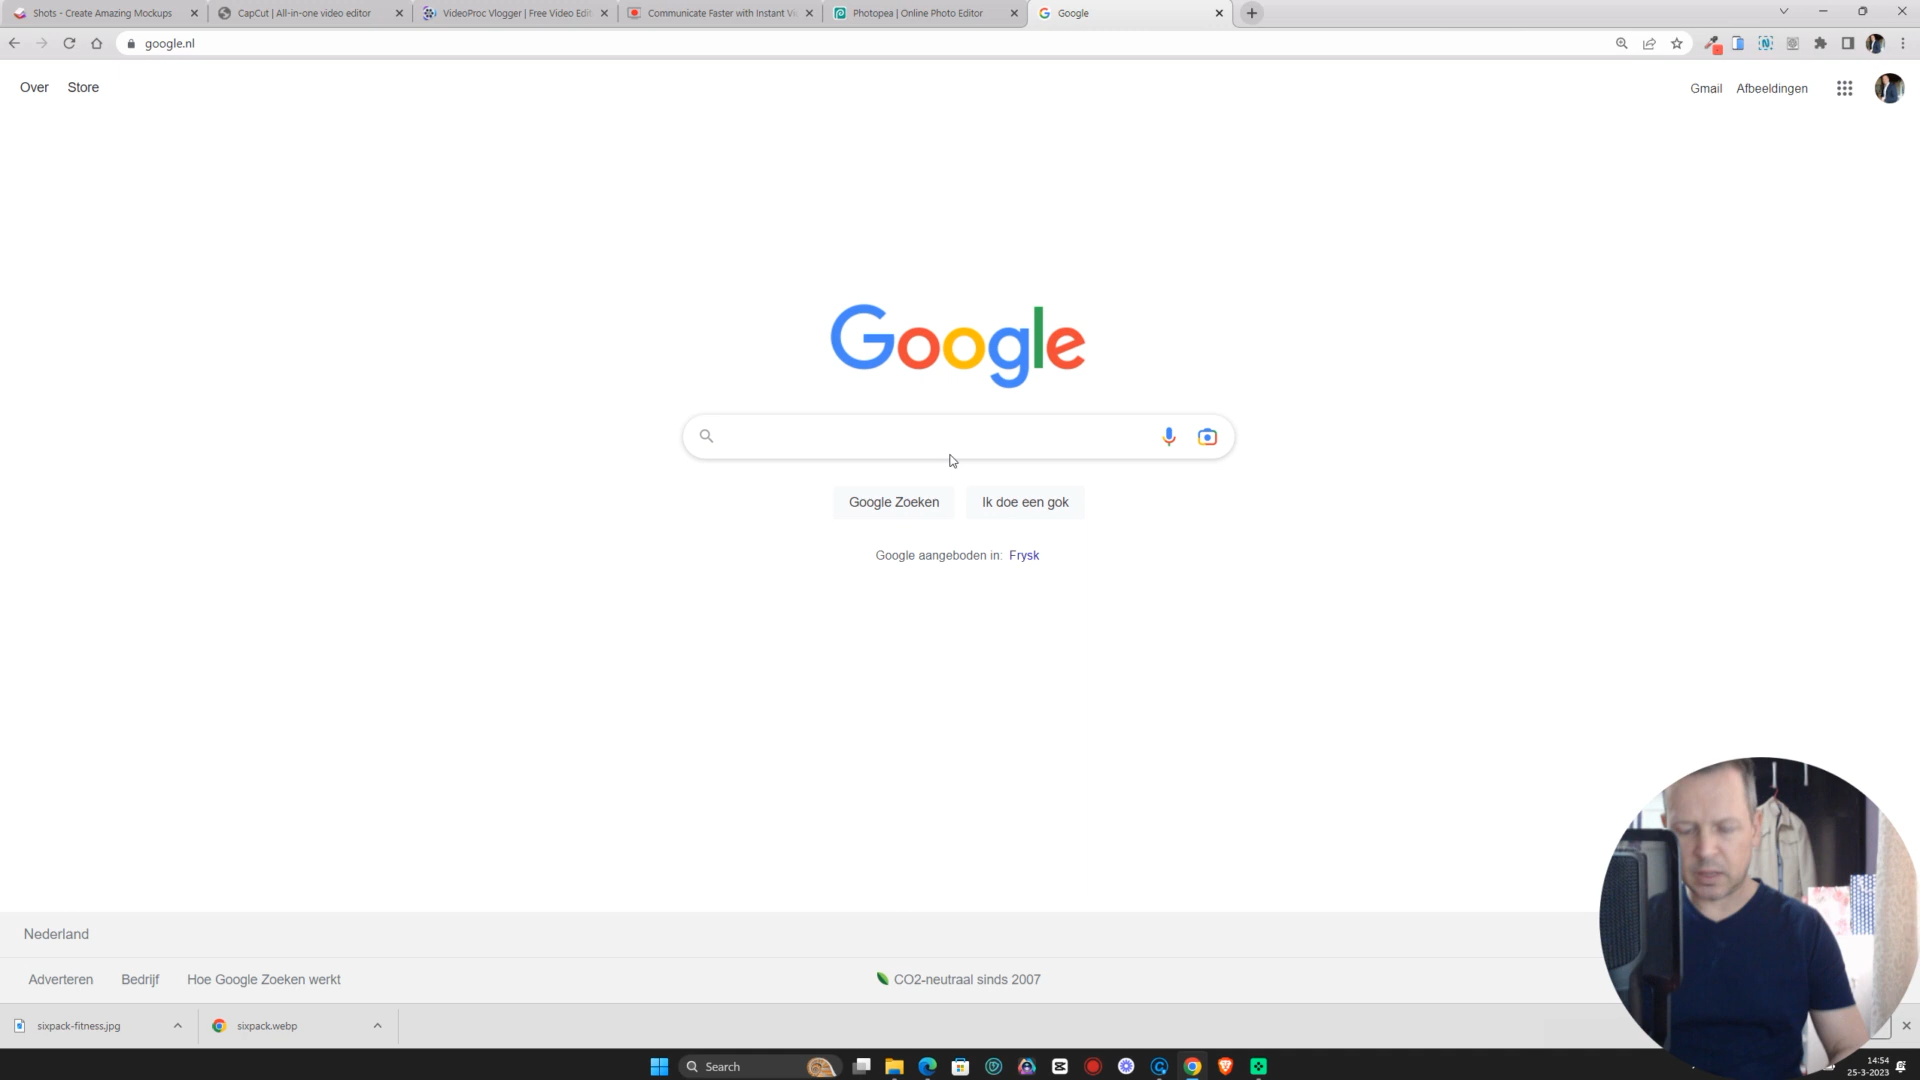 Shots - Create Amazing Mockups
CapCut | All-in-one video editor
VideoProc Vlogger | Free Video Edi
Communicate Faster with Instant Vi
Photopea | Online Photo Editor
Google
google.nl
Over
Store
Gmail
Afbeeldingen
Google
Google Zoeken
Ik doe een gok
Google aangeboden in: Frysk
Nederland
Adverteren
Bedrijf
Hoe Google Zoeken werkt
CO2-neutraal sinds 2007
sixpack-fitness.jpg
sixpack.webp
Search
14:54
25-3-2023